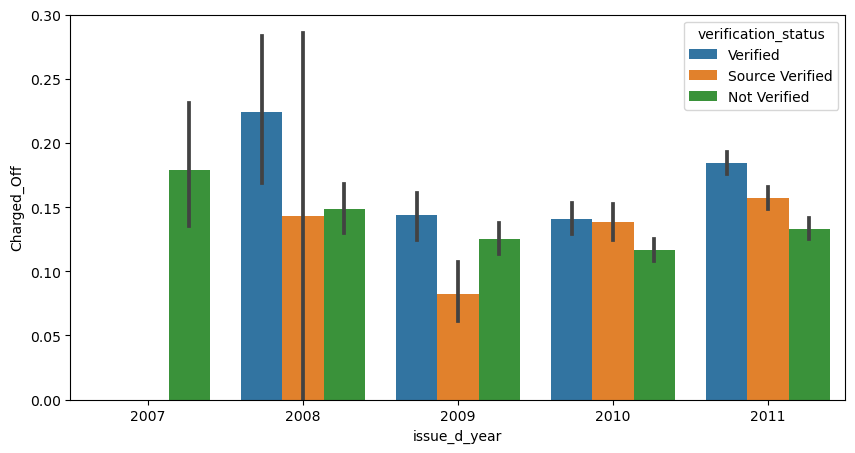 0.30
0.25
0.20
0.15
0.10
0.05
0.00
Charged_Off
verification_status
Verified
Source Verified
Not Verified
2007 2008 2009 2010 2011
issue_d_year